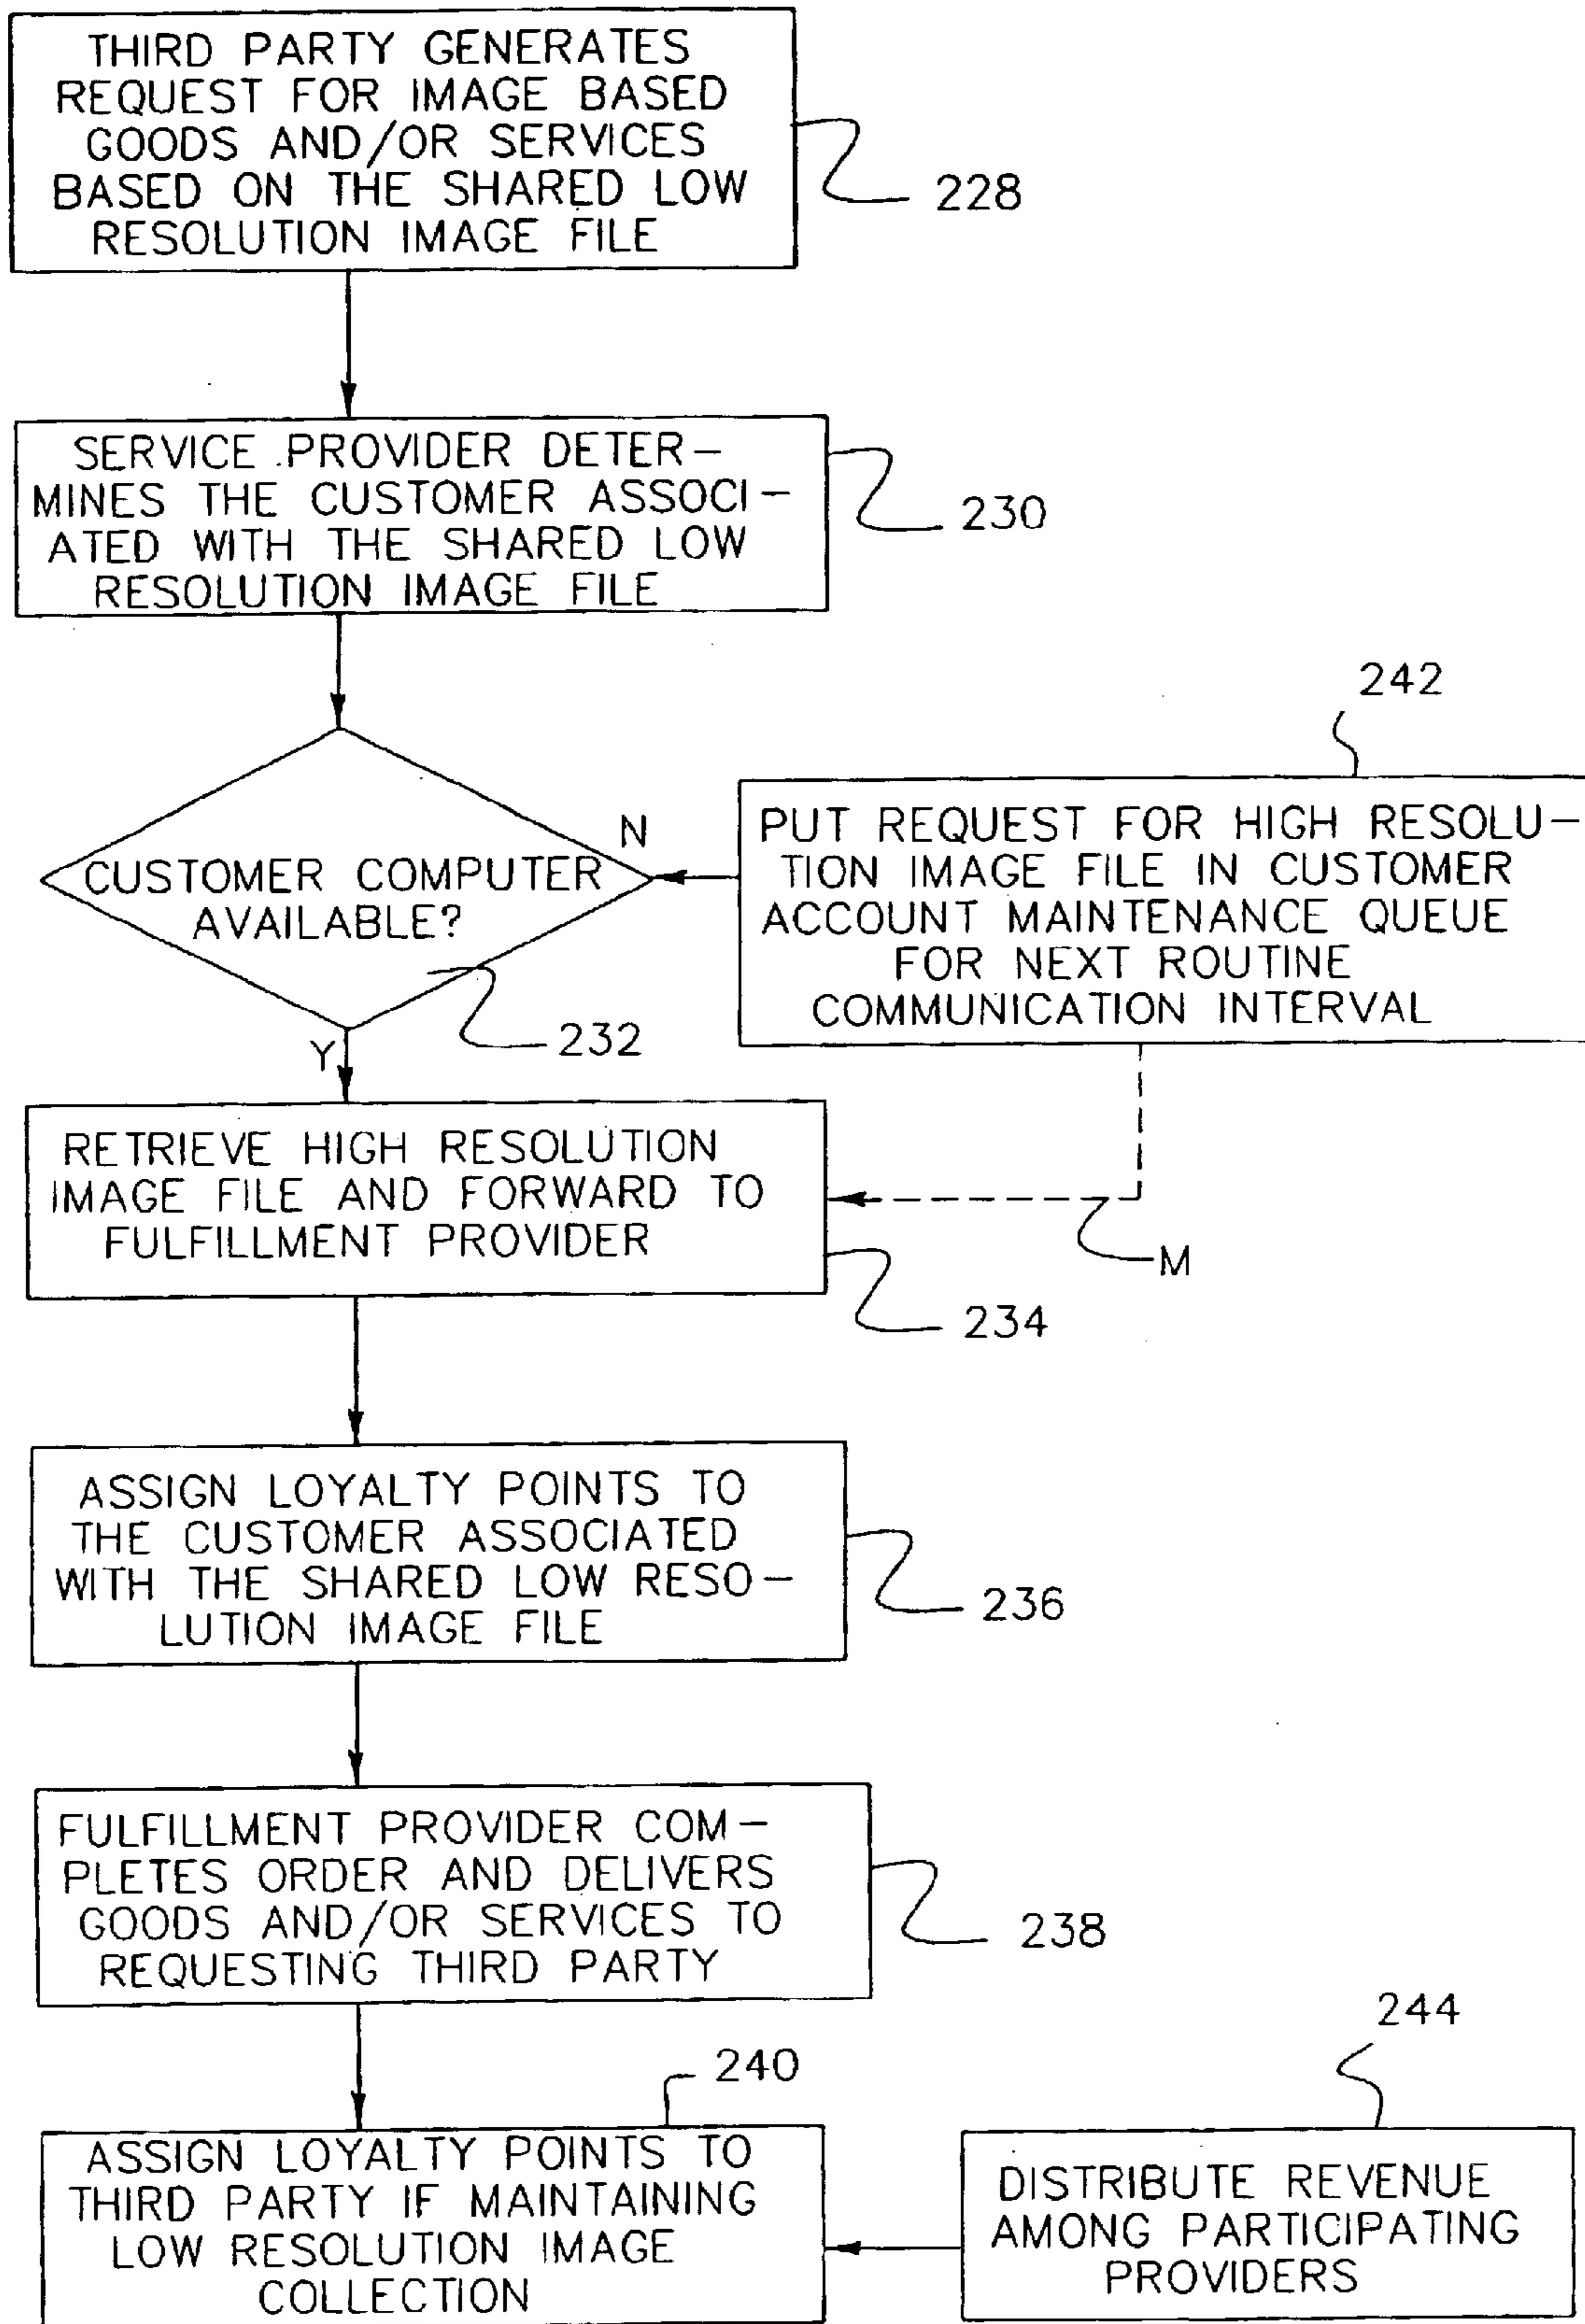 THIRD PARTY GENERATES
REQUEST FOR IMAGE BASED
GOODS AND/OR SERVICES
BASED ON THE SHARED LOW
RESOLUTION IMAGE FILE
228
SERVICE PROVIDER DETER-
MINES THE CUSTOMER ASSOCI-
ATED WITH THE SHARED LOW
RESOLUTION IMAGE FILE
230
CUSTOMER COMPUTER
AVAILABLE?
N
Y
232
242
PUT REQUEST FOR HIGH RESOLU-
TION IMAGE FILE IN CUSTOMER
ACCOUNT MAINTENANCE QUEUE
FOR NEXT ROUTINE
COMMUNICATION INTERVAL
M
RETRIEVE HIGH RESOLUTION
IMAGE FILE AND FORWARD TO
FULFILLMENT PROVIDER
234
ASSIGN LOYALTY POINTS TO
THE CUSTOMER ASSOCIATED
WITH THE SHARED LOW RESO-
LUTION IMAGE FILE
236
FULFILLMENT PROVIDER COM-
PLETES ORDER AND DELIVERS
GOODS AND/OR SERVICES TO
REQUESTING THIRD PARTY
238
240
ASSIGN LOYALTY POINTS TO
THIRD PARTY IF MAINTAINING
LOW RESOLUTION IMAGE
COLLECTION
244
DISTRIBUTE REVENUE
AMONG PARTICIPATING
PROVIDERS